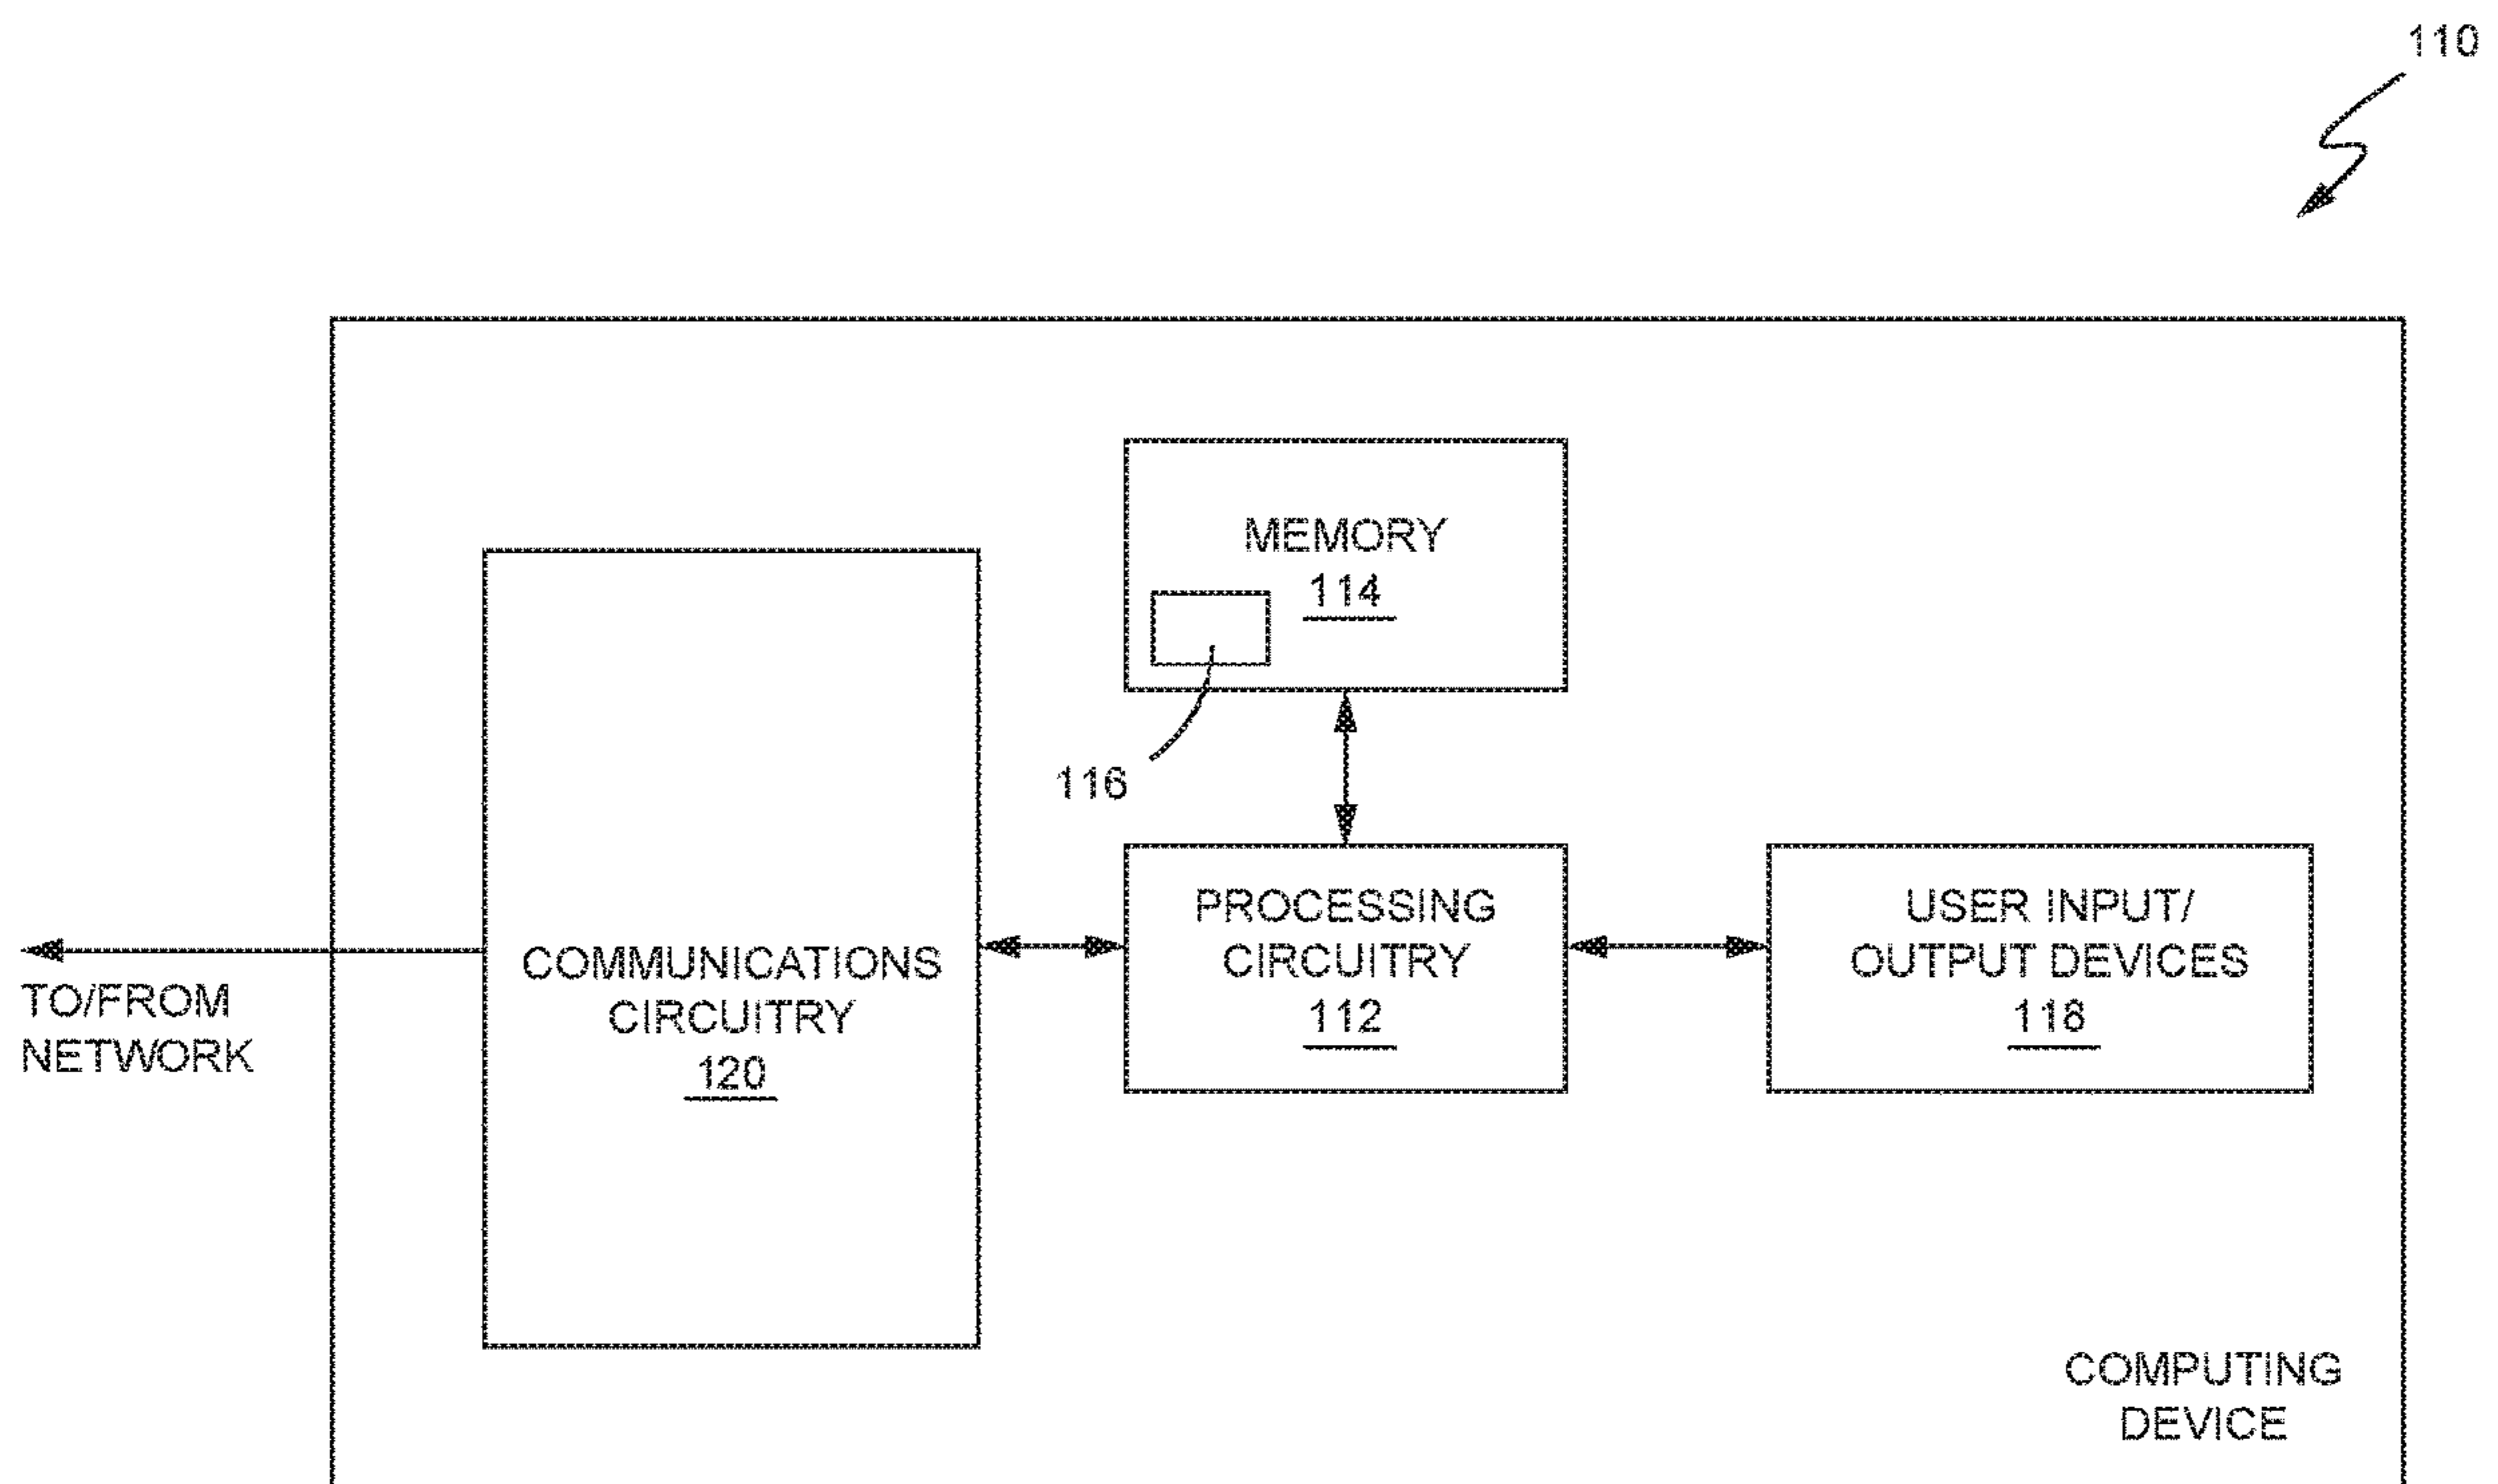 110
MEMORY
114
116
PROCESSING
CIRCUITRY
112
USER INPUT/
OUTPUT DEVICES
118
COMMUNICATIONS
CIRCUITRY
120
TO/FROM
NETWORK
COMPUTING
DEVICE